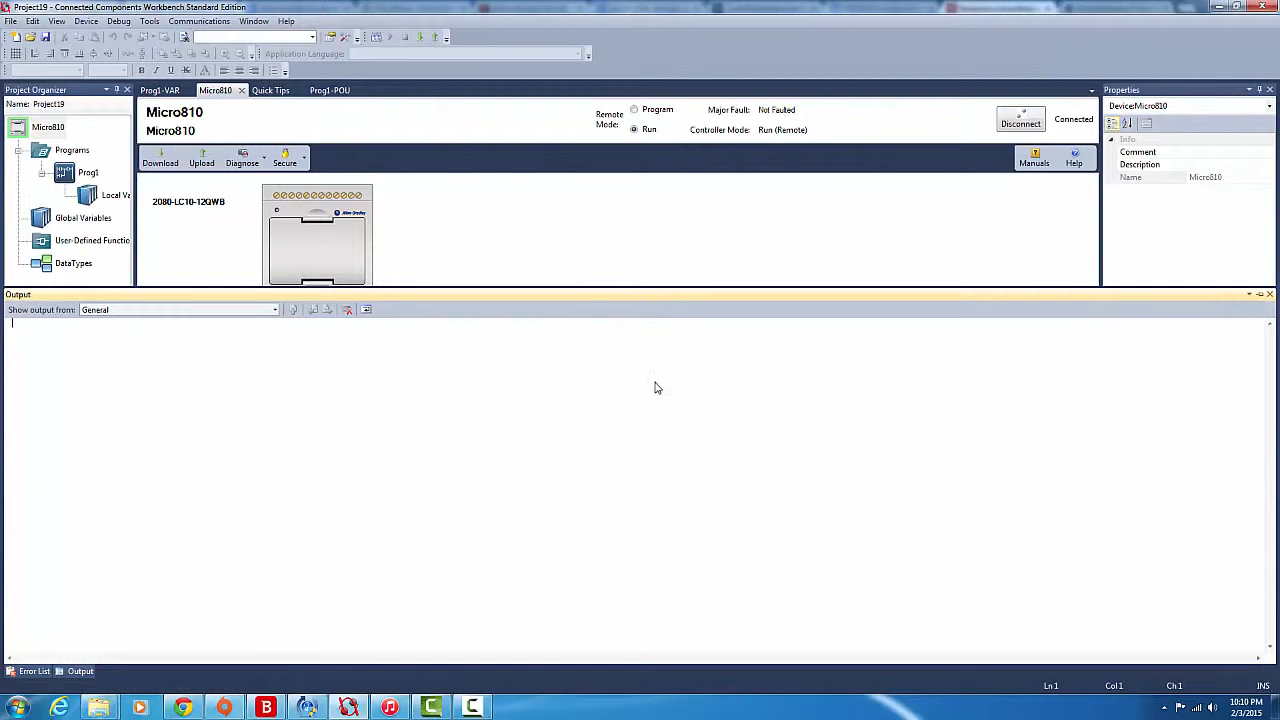 Project19 - Connected Components Workbench Standard Edition
File Edit View Device Debug Tools Communications Window Help
Application Language:
Project Organizer
Name: Project19
Micro810
Programs
Prog1
Local Va
Global Variables
User-Defined Functio
DataTypes
Prog1-VAR Micro810 Quick Tips Prog1-POU
Micro810
Micro810
Remote Mode: Program Run
Major Fault: Not Faulted
Controller Mode: Run (Remote)
Disconnect Connected
Download Upload Diagnose Secure Manuals Help
2080-LC10-12QWB
Allen Bradley
Properties
Device:Micro810
Info
Comment
Description
Name Micro810
Output
Show output from: General
Error List Output
Ln 1 Col 1 Ch 1 INS
10:10 PM
2/3/2015